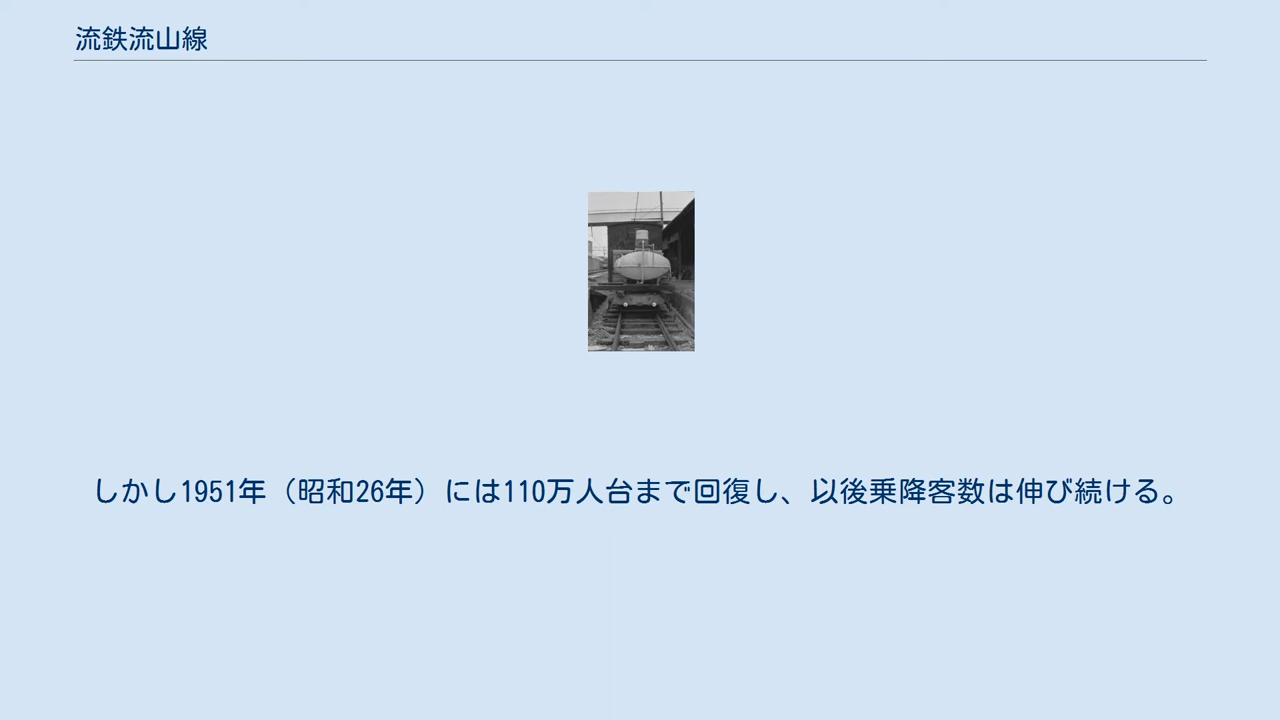 流鉄流山線
しかし1951年（昭和26年）には110万人台まで回復し、以後乗降客数は伸び続ける。